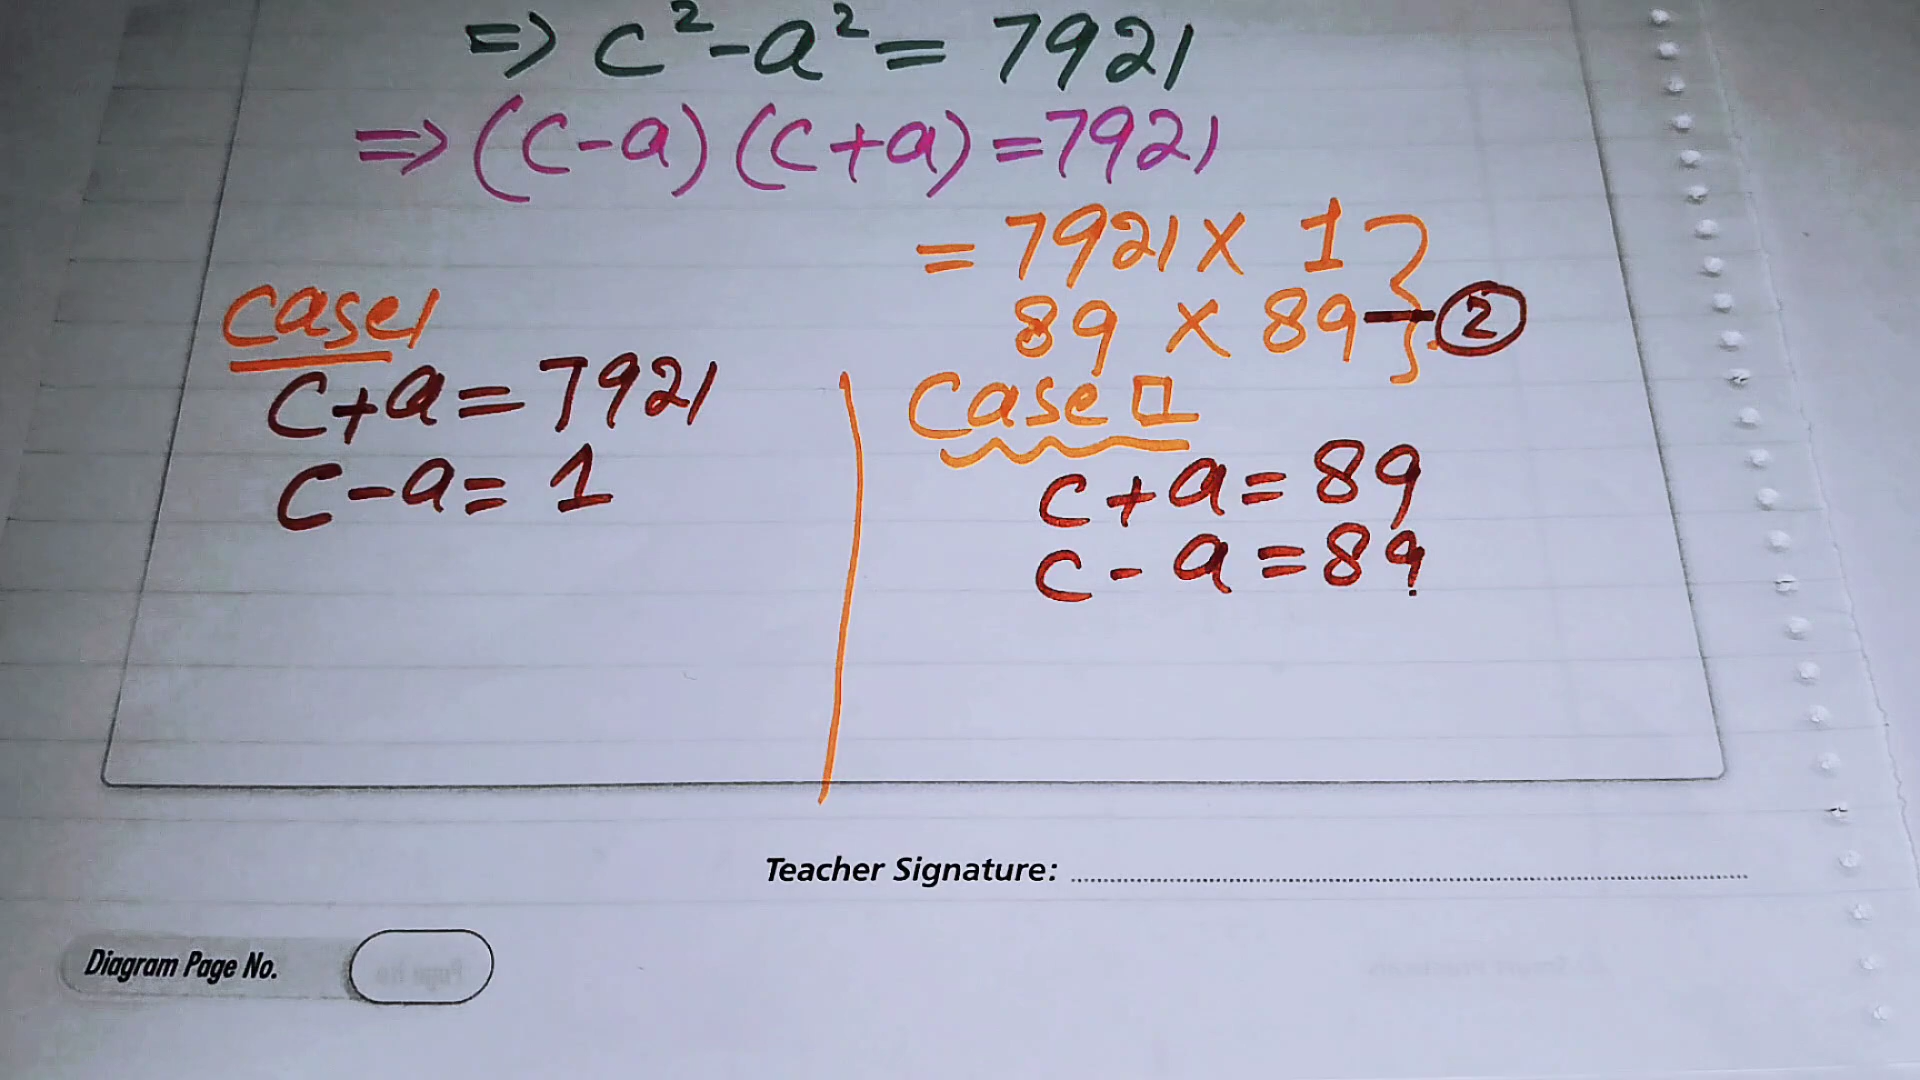 => c²-a²= 7921
=> (c-a) (c+a)=7921
= 7921 x 1
89 x 89 — 2
case1
c+a=7921
c-a= 1
Case II
c+a=89
c-a=89
Teacher Signature: ........................................
Diagram Page No.